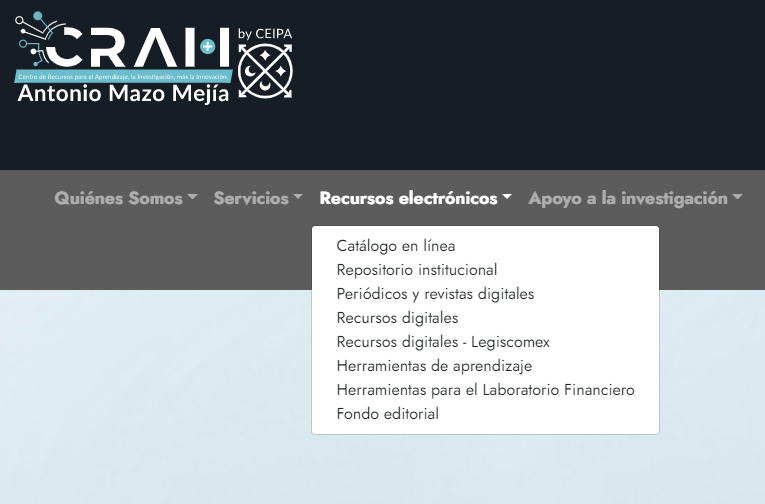 CRAI+I
by CEIPA
Centro de Recursos para el Aprendizaje, la Investigación, más la Innovación.
Antonio Mazo Mejía
Quiénes Somos Servicios Recursos electrónicos Apoyo a la investigación
Catálogo en línea
Repositorio institucional
Periódicos y revistas digitales
Recursos digitales
Recursos digitales - Legiscomex
Herramientas de aprendizaje
Herramientas para el Laboratorio Financiero
Fondo editorial